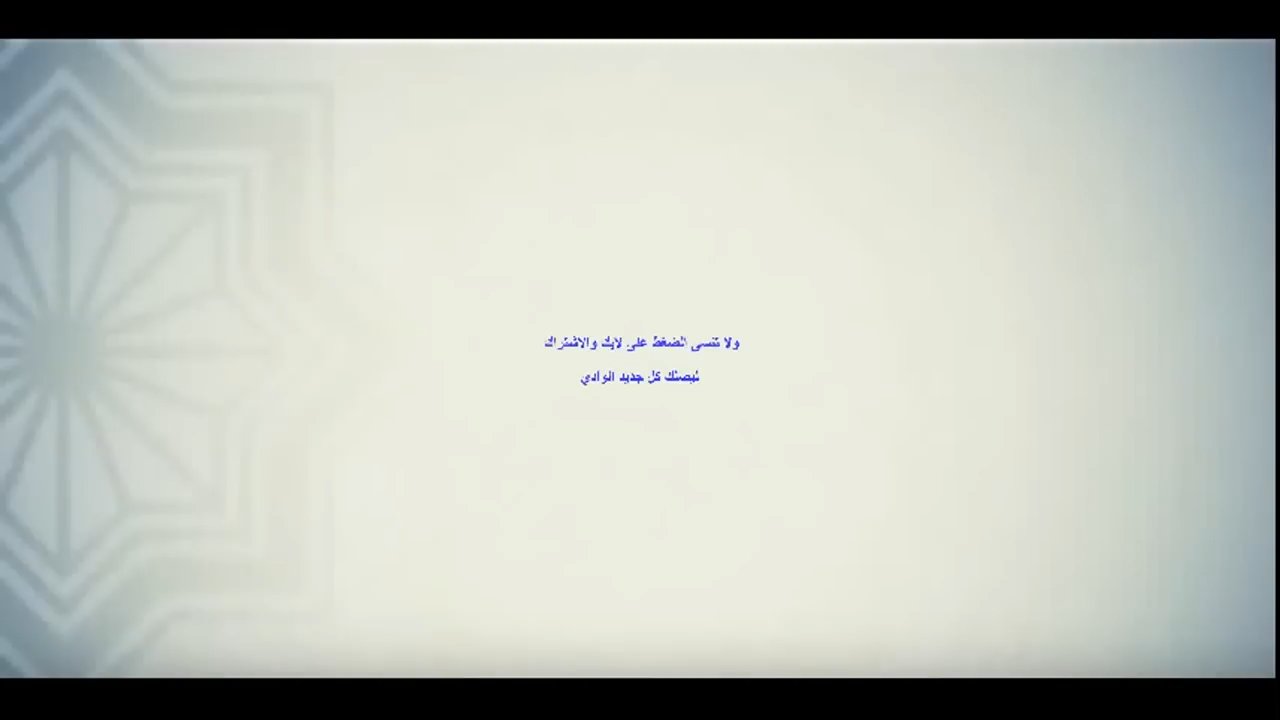 ولا تنسى الضغط على لايك والاشتراك
ليصلك كل جديد الوادي